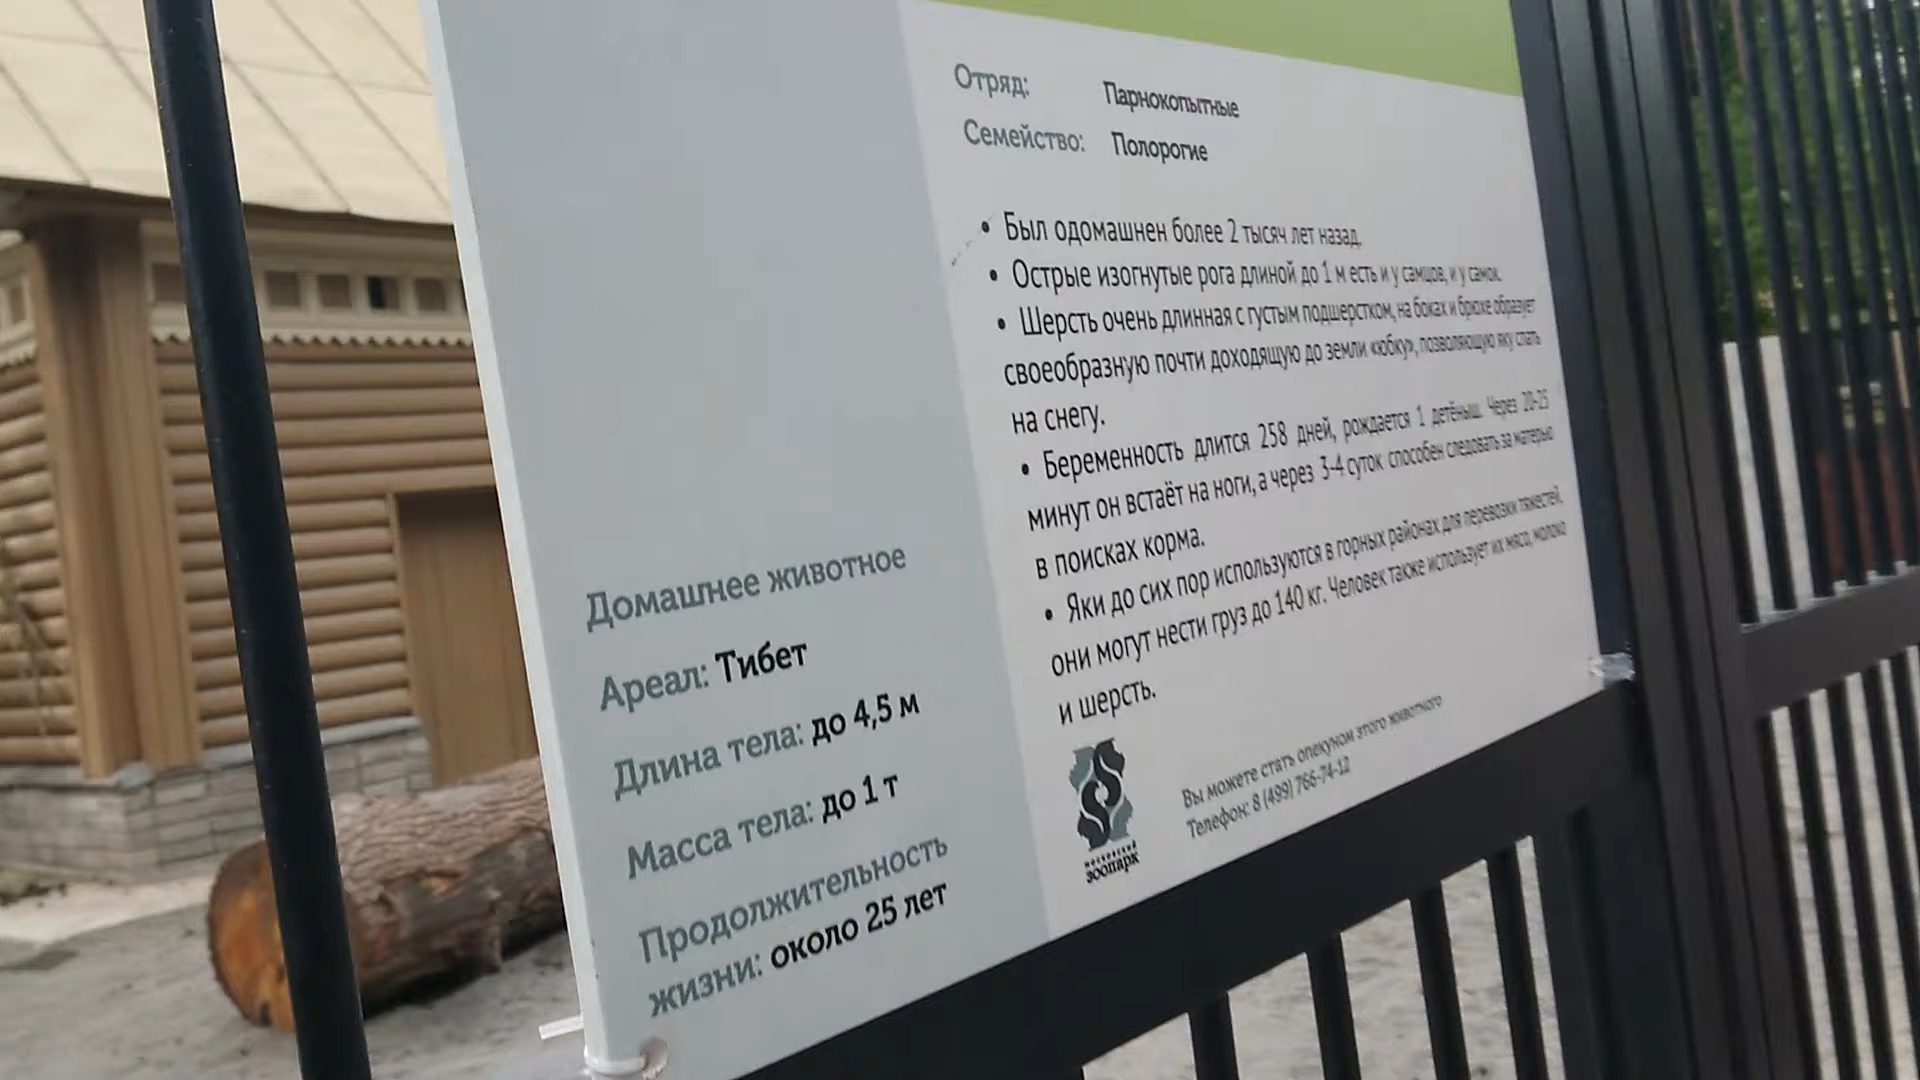 Отряд: Парнокопытные
Семейство: Полорогие
• Был одомашнен более 2 тысяч лет назад.
• Острые изогнутые рога длиной до 1 м есть и у самцов, и у самок.
• Шерсть очень длинная с густым подшерстком, на боках и брюхе образует
своеобразную почти доходящую до земли «юбку», позволяющую яку спать
на снегу.
• Беременность длится 258 дней, рождается 1 детёныш. Через 20-25
минут он встаёт на ноги, а через 3-4 суток способен следовать за матерью
в поисках корма.
• Яки до сих пор используются в горных районах для перевозки тяжестей,
они могут нести груз до 140 кг. Человек также использует их мясо, молоко
и шерсть.
Домашнее животное
Ареал: Тибет
Длина тела: до 4,5 м
Масса тела: до 1 т
Продолжительность
жизни: около 25 лет
московский
зоопарк
Вы можете стать опекуном этого животного
Телефон: 8 (499) 766-74-12